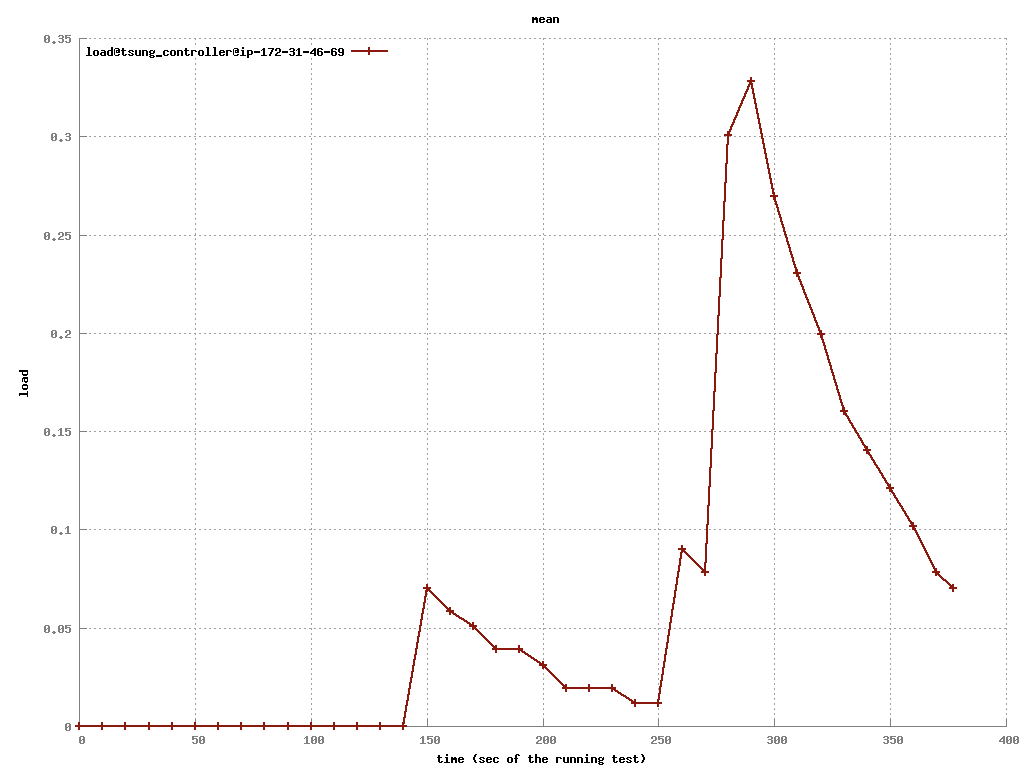 mean
load@tsung_controller@ip-172-31-46-69
0.35
0.3
0.25
0.2
0.15
0.1
0.05
0
load
0 50 100 150 200 250 300 350 400
time (sec of the running test)